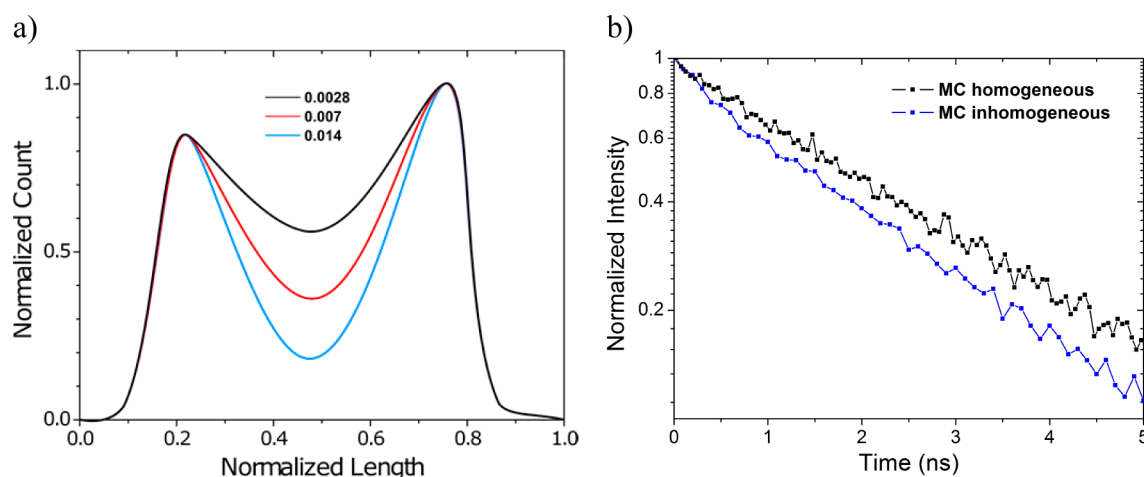 a)
1.0
0.5
0.0
Normalized Count
0.0 0.2 0.4 0.6 0.8 1.0
Normalized Length
0.0028
0.007
0.014
b)
1
0.8
0.6
0.4
0.2
Normalized Intensity
0 1 2 3 4 5
Time (ns)
MC homogeneous
MC inhomogeneous